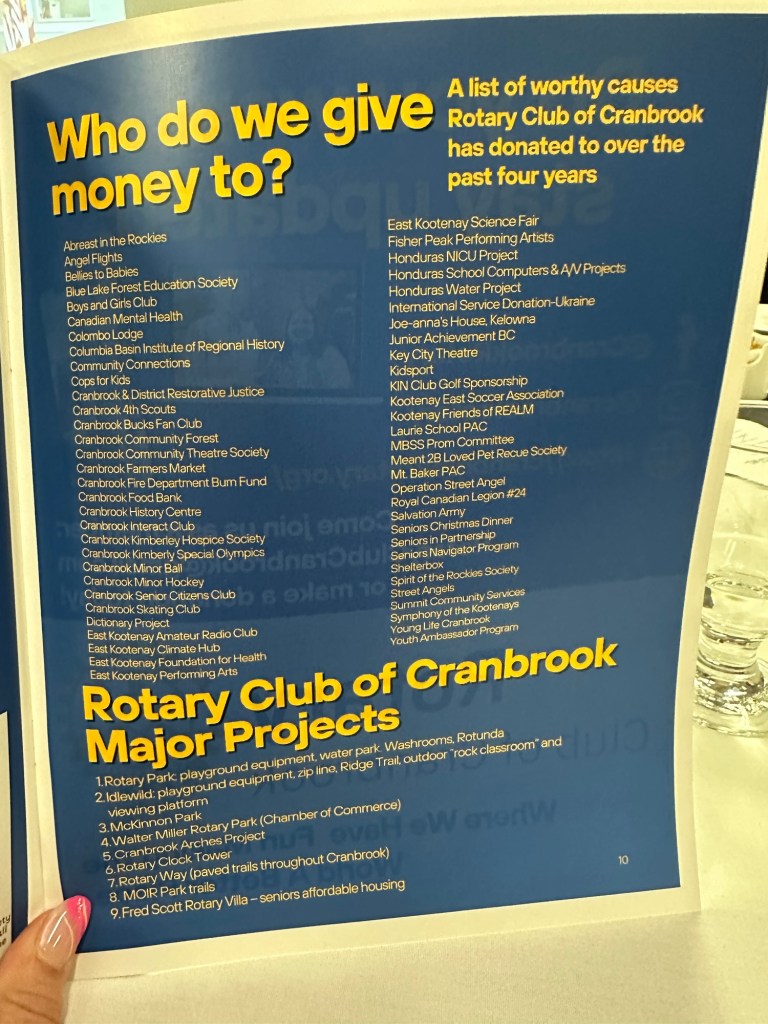 Who do we give
money to?
A list of worthy causes
Rotary Club of Cranbrook
has donated to over the
past four years
Abreast in the Rockies
Angel Flights
Bellies to Babies
Blue Lake Forest Education Society
Boys and Girls Club
Canadian Mental Health
Colombo Lodge
Columbia Basin Institute of Regional History
Community Connections
Cops for Kids
Cranbrook & District Restorative Justice
Cranbrook 4th Scouts
Cranbrook Bucks Fan Club
Cranbrook Community Forest
Cranbrook Community Theatre Society
Cranbrook Farmers Market
Cranbrook Fire Department Burn Fund
Cranbrook Food Bank
Cranbrook History Centre
Cranbrook Interact Club
Cranbrook Kimberley Hospice Society
Cranbrook Kimberly Special Olympics
Cranbrook Minor Ball
Cranbrook Minor Hockey
Cranbrook Senior Citizens Club
Cranbrook Skating Club
Dictionary Project
East Kootenay Amateur Radio Club
East Kootenay Climate Hub
East Kootenay Foundation for Health
East Kootenay Performing Arts
East Kootenay Science Fair
Fisher Peak Performing Artists
Honduras NICU Project
Honduras School Computers & A/V Projects
Honduras Water Project
International Service Donation-Ukraine
Joe-anna's House, Kelowna
Junior Achievement BC
Key City Theatre
Kidsport
KIN Club Golf Sponsorship
Kootenay East Soccer Association
Kootenay Friends of REALM
Laurie School PAC
MBSS Prom Committee
Meant 2B Loved Pet Recue Society
Mt. Baker PAC
Operation Street Angel
Royal Canadian Legion #24
Salvation Army
Seniors Christmas Dinner
Seniors in Partnership
Seniors Navigator Program
Shelterbox
Spirit of the Rockies Society
Street Angels
Summit Community Services
Symphony of the Kootenays
Young Life Cranbrook
Youth Ambassador Program
Rotary Club of Cranbrook
Major Projects
1. Rotary Park: playground equipment, water park, Washrooms, Rotunda
2. Idlewild: playground equipment, zip line, Ridge Trail, outdoor "rock classroom" and
viewing platform
3. McKinnon Park
4. Walter Miller Rotary Park (Chamber of Commerce)
5. Cranbrook Arches Project
6. Rotary Clock Tower
7. Rotary Way (paved trails throughout Cranbrook)
8. MOIR Park trails
9. Fred Scott Rotary Villa – seniors affordable housing
10